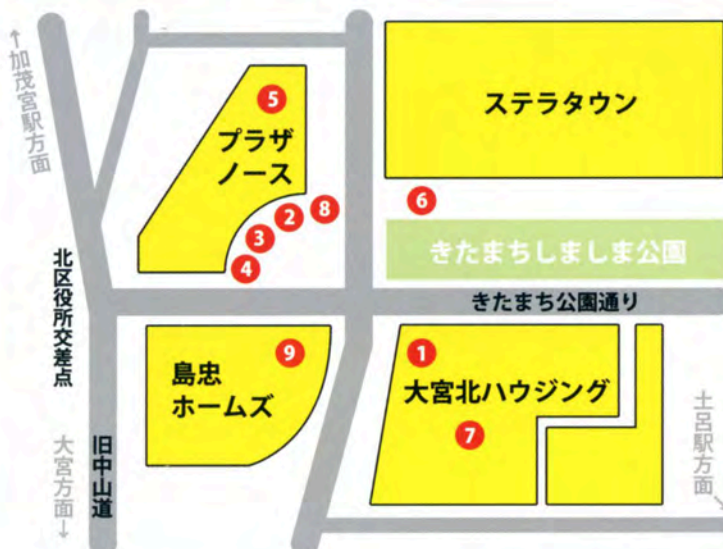 ↑加茂宮駅方面
ステラタウン
5
プラザ
ノース
2
8
6
3
4
きたまちしましま公園
北区役所交差点
きたまち公園通り
9
島忠
ホームズ
1
大宮北ハウジング
7
大宮方面↓
旧中山道
土呂駅方面↓